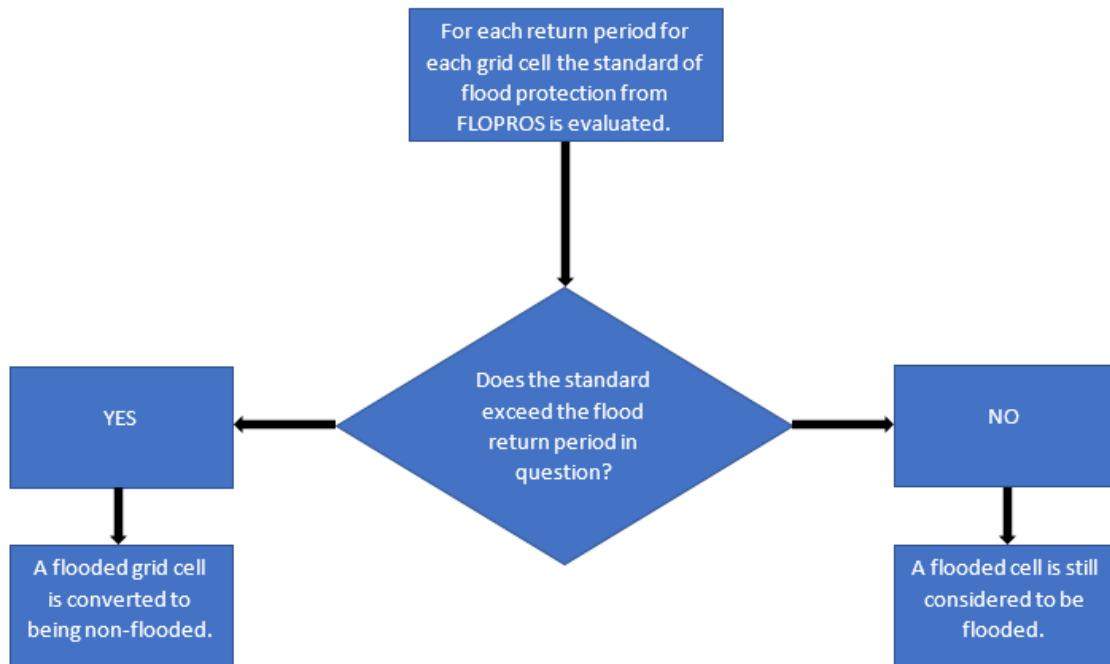 For each return period for
each grid cell the standard of
flood protection from
FLOPROS is evaluated.
Does the standard
exceed the flood
return period in
question?
YES
NO
A flooded grid cell
is converted to
being non-flooded.
A flooded cell is still
considered to be
flooded.